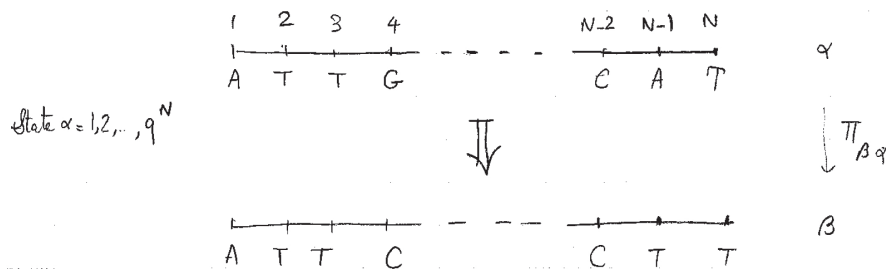 1 2 3 4 N-2 N-1 N
A T T G - - - - C A T α
State α = 1,2,..., q^N
⇓ ↓ Π_βα
A T T C - - - - C T T β